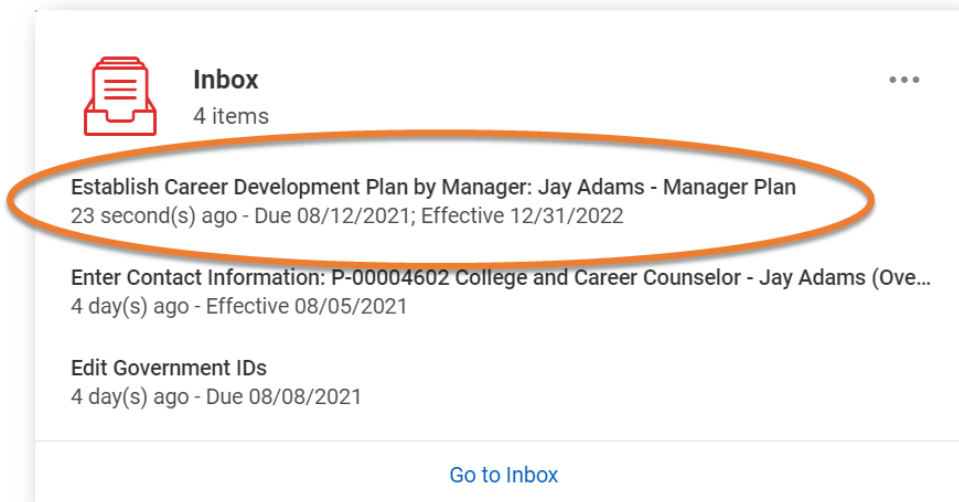 Inbox
4 items
Establish Career Development Plan by Manager: Jay Adams - Manager Plan
23 second(s) ago - Due 08/12/2021; Effective 12/31/2022
Enter Contact Information: P-00004602 College and Career Counselor - Jay Adams (Ove...
4 day(s) ago - Effective 08/05/2021
Edit Government IDs
4 day(s) ago - Due 08/08/2021
Go to Inbox